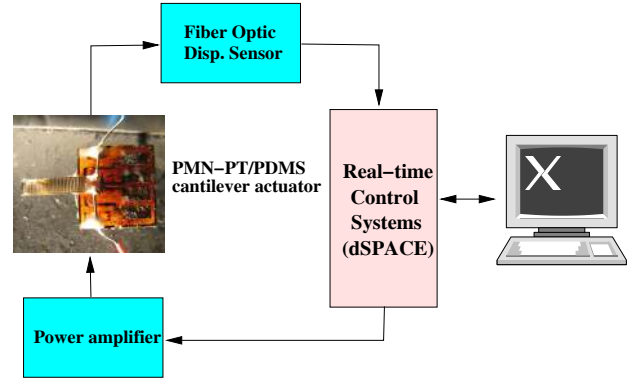 Fiber Optic
Disp. Sensor
PMN−PT/PDMS
cantilever actuator
Real−time
Control
Systems
(dSPACE)
X
Power amplifier